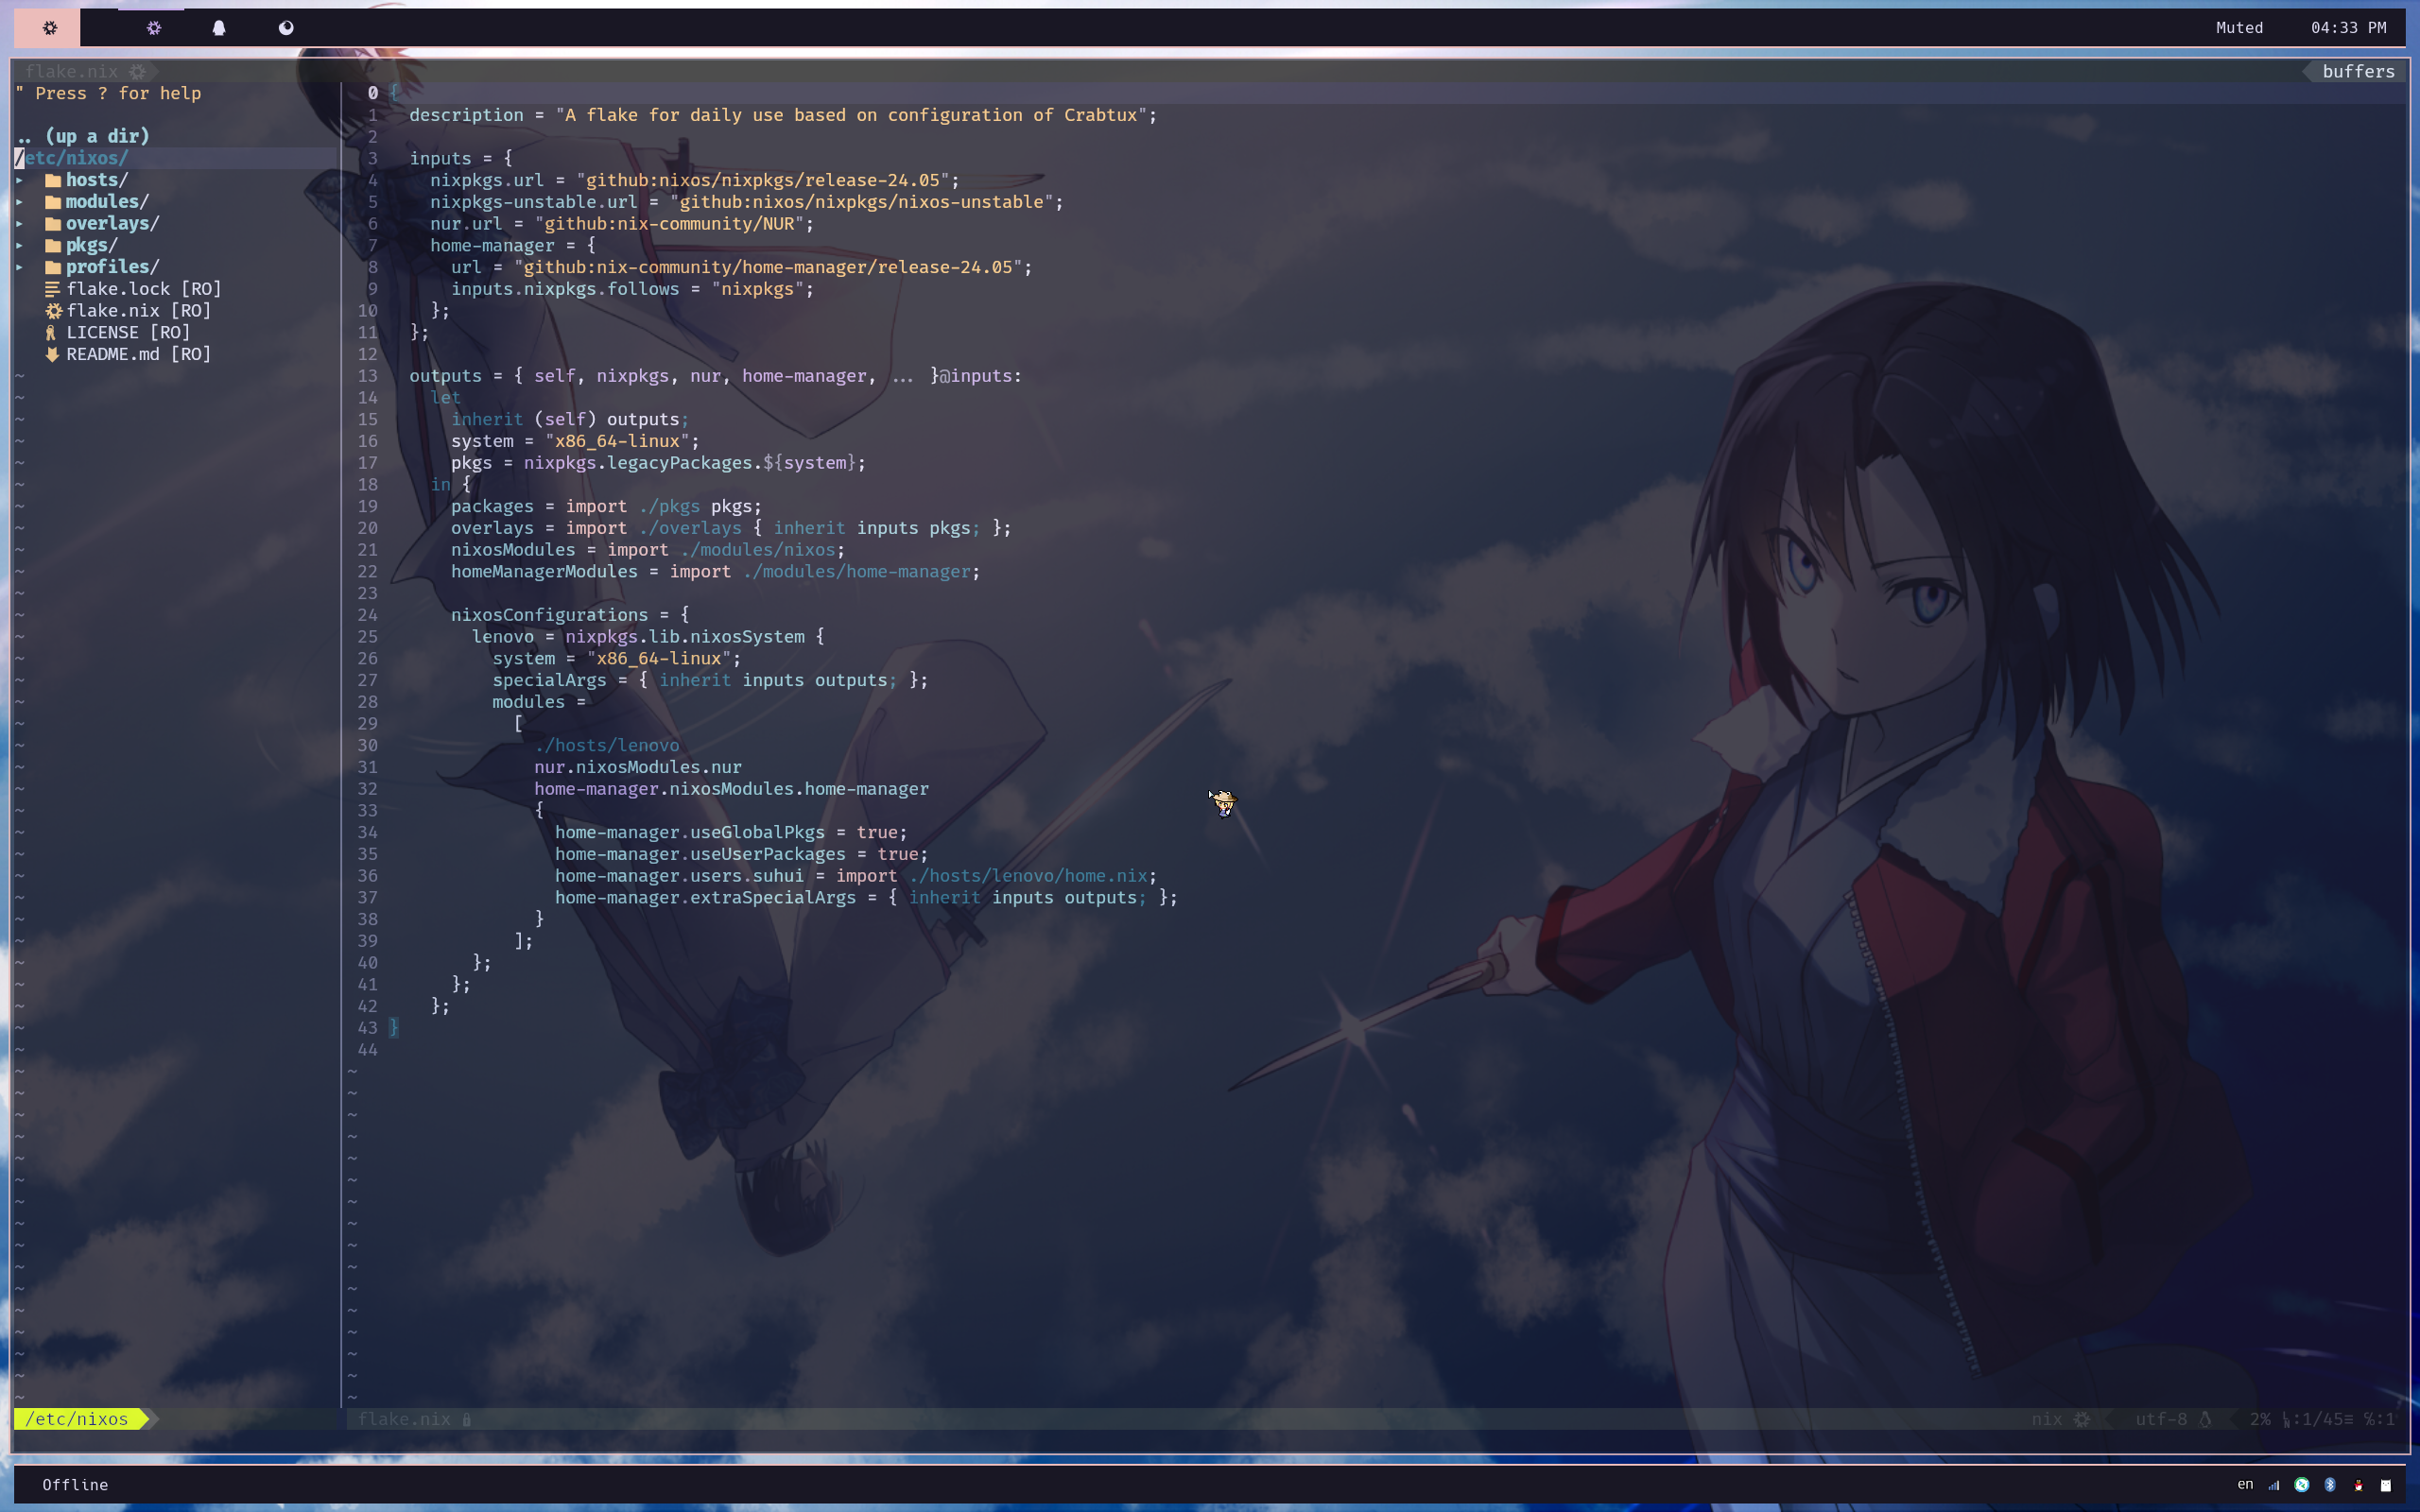 Muted 04:33 PM
flake.nix buffers
" Press ? for help
.. (up a dir)
/etc/nixos/
▸ hosts/
▸ modules/
▸ overlays/
▸ pkgs/
▸ profiles/
flake.lock [RO]
flake.nix [RO]
LICENSE [RO]
README.md [RO]
0 {
1   description = "A flake for daily use based on configuration of Crabtux";
2
3   inputs = {
4     nixpkgs.url = "github:nixos/nixpkgs/release-24.05";
5     nixpkgs-unstable.url = "github:nixos/nixpkgs/nixos-unstable";
6     nur.url = "github:nix-community/NUR";
7     home-manager = {
8       url = "github:nix-community/home-manager/release-24.05";
9       inputs.nixpkgs.follows = "nixpkgs";
10     };
11   };
12
13   outputs = { self, nixpkgs, nur, home-manager, ... }@inputs:
14     let
15       inherit (self) outputs;
16       system = "x86_64-linux";
17       pkgs = nixpkgs.legacyPackages.${system};
18     in {
19       packages = import ./pkgs pkgs;
20       overlays = import ./overlays { inherit inputs pkgs; };
21       nixosModules = import ./modules/nixos;
22       homeManagerModules = import ./modules/home-manager;
23
24       nixosConfigurations = {
25         lenovo = nixpkgs.lib.nixosSystem {
26           system = "x86_64-linux";
27           specialArgs = { inherit inputs outputs; };
28           modules =
29             [
30               ./hosts/lenovo
31               nur.nixosModules.nur
32               home-manager.nixosModules.home-manager
33               {
34                 home-manager.useGlobalPkgs = true;
35                 home-manager.useUserPackages = true;
36                 home-manager.users.suhui = import ./hosts/lenovo/home.nix;
37                 home-manager.extraSpecialArgs = { inherit inputs outputs; };
38               }
39             ];
40         };
41       };
42     };
43 }
44
/etc/nixos flake.nix nix utf-8 2% ㏑:1/45≡ ℅:1
Offline en